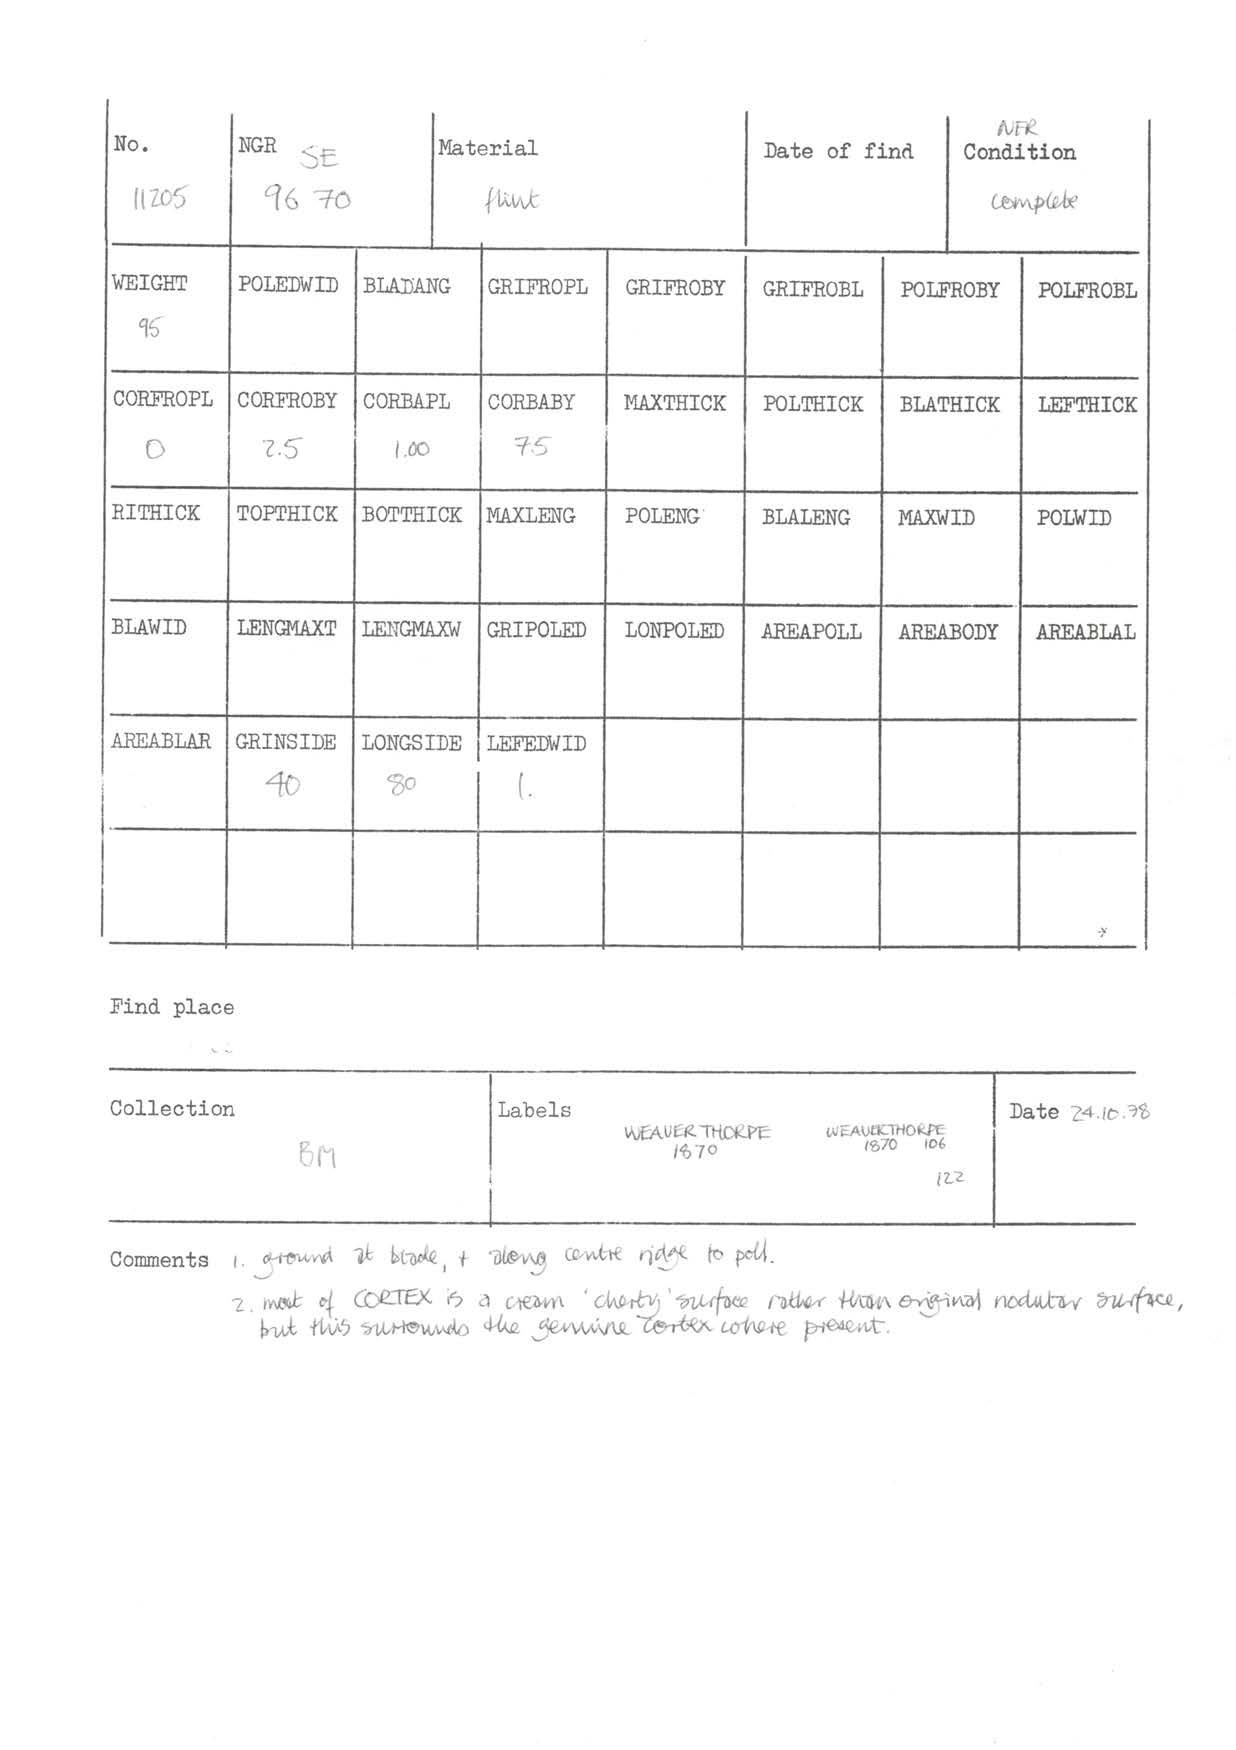 No. NGR SE Material Date of find NFR Condition
11205 96 70 flint complete
WEIGHT POLEDWID BLADANG GRIFROPL GRIFROBY GRIFROBL POLFROBY POLFROBL
95
CORFROPL CORFROBY CORBAPL CORBABY MAXTHICK POLTHICK BLATHICK LEFTHICK
0 2.5 1.00 75
RITHICK TOPTHICK BOTTHICK MAXLENG POLENG BLALENG MAXWID POLWID
BLAWID LENGMAXT LENGMAXW GRIPOLED LONPOLED AREAPOLL AREABODY AREABLAL
AREABLAR GRINSIDE LONGSIDE LEFEDWID
40 80 1.
Find place
Collection Labels Date 24.10.78
WEAVERTHORPE WEAVERTHORPE
BM 1870 1870 106
122
Comments 1. ground at blade, + along centre ridge to poll.
2. most of CORTEX is a cream 'cherty' surface rather than original nodular surface,
but this surrounds the genuine cortex where present.